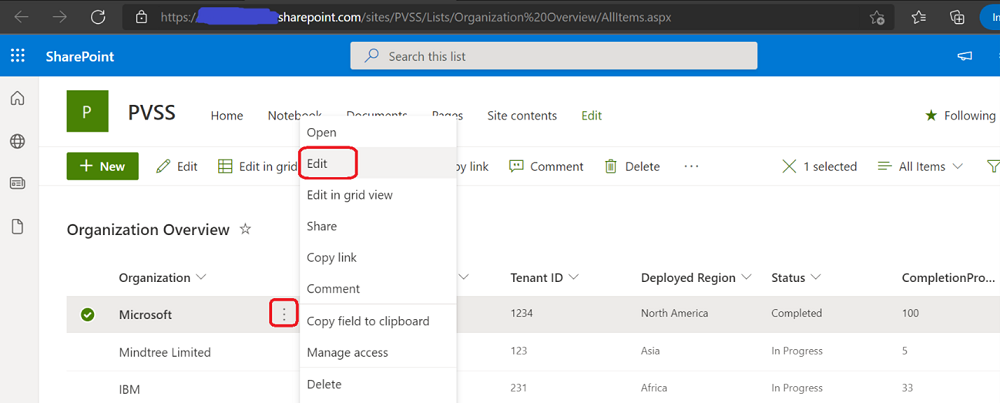 https://sharepoint.com/sites/PVSS/Lists/Organization%20Overview/AllItems.aspx
SharePoint
Search this list
P
PVSS
Home Notebook Documents Pages Site contents Edit
Following
New Edit Edit in grid link Comment Delete ... 1 selected All Items
Open
Edit
Edit in grid view
Share
Copy link
Comment
Copy field to clipboard
Manage access
Delete
Organization Overview
Organization Tenant ID Deployed Region Status CompletionPro...
Microsoft 1234 North America Completed 100
Mindtree Limited 123 Asia In Progress 5
IBM 231 Africa In Progress 33